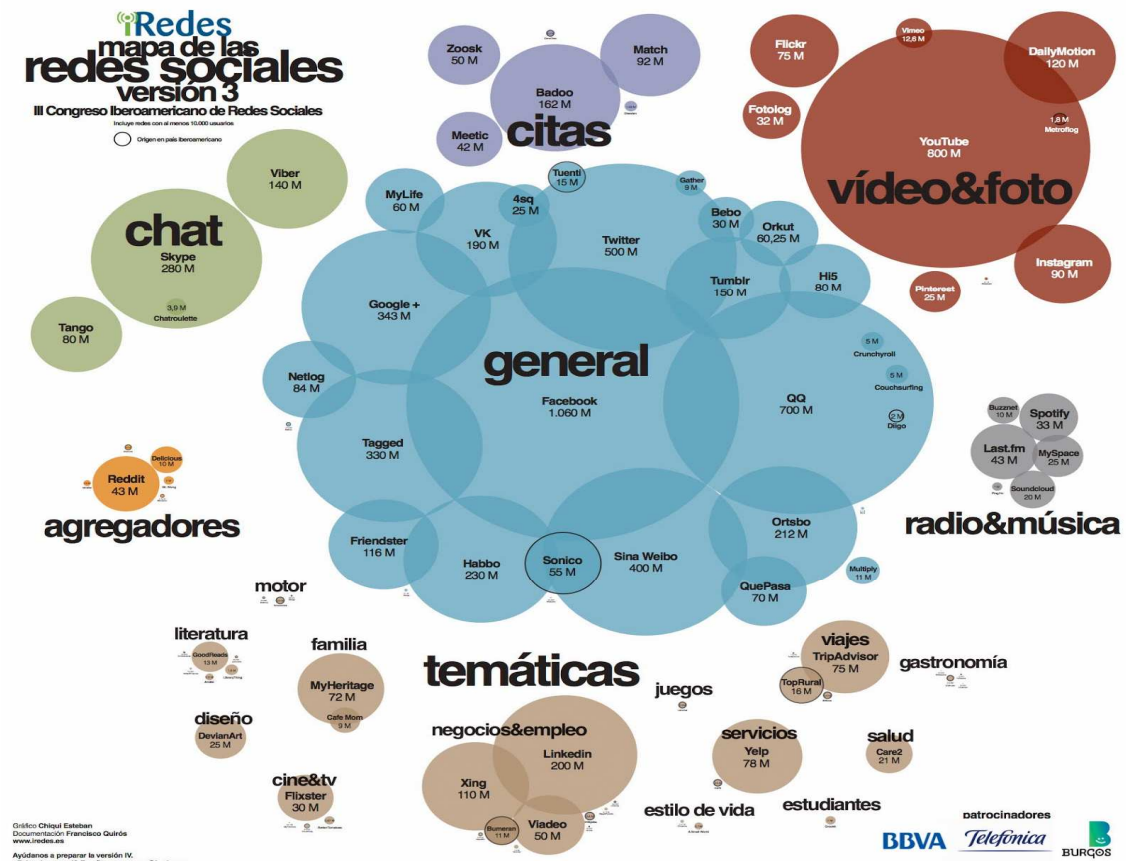 iRedes
mapa de las
redes sociales
versión 3
III Congreso Iberoamericano de Redes Sociales
Incluye redes con al menos 10.000 usuarios
Origen en país iberoamericano
citas
Zoosk
50 M
Badoo
162 M
Match
92 M
Meetic
42 M
vídeo&foto
Flickr
75 M
Vimeo
12,6 M
DailyMotion
120 M
Fotolog
32 M
1,8 M
Metroflog
YouTube
800 M
Instagram
90 M
Pinterest
25 M
chat
Viber
140 M
Skype
280 M
3,9 M
Chatroulette
Tango
80 M
general
Tuenti
15 M
Gather
9 M
MyLife
60 M
4sq
25 M
VK
190 M
Twitter
500 M
Bebo
30 M
Orkut
60,25 M
Tumblr
150 M
Hi5
80 M
Google +
343 M
Facebook
1.060 M
QQ
700 M
5 M
Crunchyroll
5 M
Couchsurfing
2 M
Diigo
Netlog
84 M
Tagged
330 M
Friendster
116 M
Habbo
230 M
Sonico
55 M
Sina Weibo
400 M
Ortsbo
212 M
QuePasa
70 M
Multiply
11 M
agregadores
Delicious
10 M
Reddit
43 M
radio&música
Buzznet
10 M
Spotify
33 M
Last.fm
43 M
MySpace
25 M
Soundcloud
20 M
temáticas
motor
literatura
GoodReads
13 M
familia
MyHeritage
72 M
Cafe Mom
9 M
diseño
DevianArt
25 M
cine&tv
Flixster
30 M
negocios&empleo
Linkedin
200 M
Xing
110 M
Bumeran
11 M
Viadeo
50 M
juegos
viajes
TripAdvisor
75 M
TopRural
16 M
gastronomía
servicios
Yelp
78 M
salud
Care2
21 M
estilo de vida
estudiantes
Gráfico Chiqui Esteban
Documentación Francisco Quirós
www.iredes.es
Ayúdanos a preparar la versión IV.
patrocinadores
BBVA
Telefónica
BURGOS